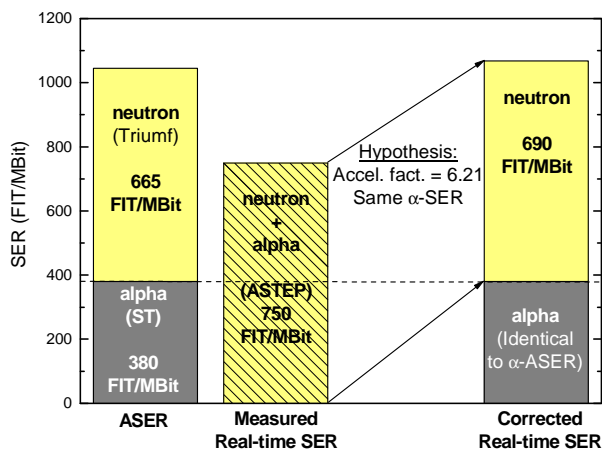 SER (FIT/MBit)
1200
1000
800
600
400
200
0
neutron
(Triumf)
665
FIT/MBit
alpha
(ST)
380
FIT/MBit
neutron
+
alpha
(ASTEP)
750
FIT/MBit
Hypothesis:
Accel. fact. = 6.21
Same α-SER
neutron
690
FIT/MBit
alpha
(Identical
to α-ASER)
ASER
Measured
Real-time SER
Corrected
Real-time SER